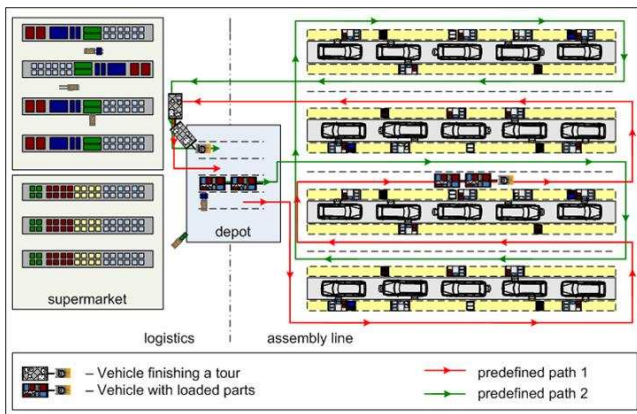 depot
supermarket
logistics
assembly line
– Vehicle finishing a tour
– Vehicle with loaded parts
predefined path 1
predefined path 2